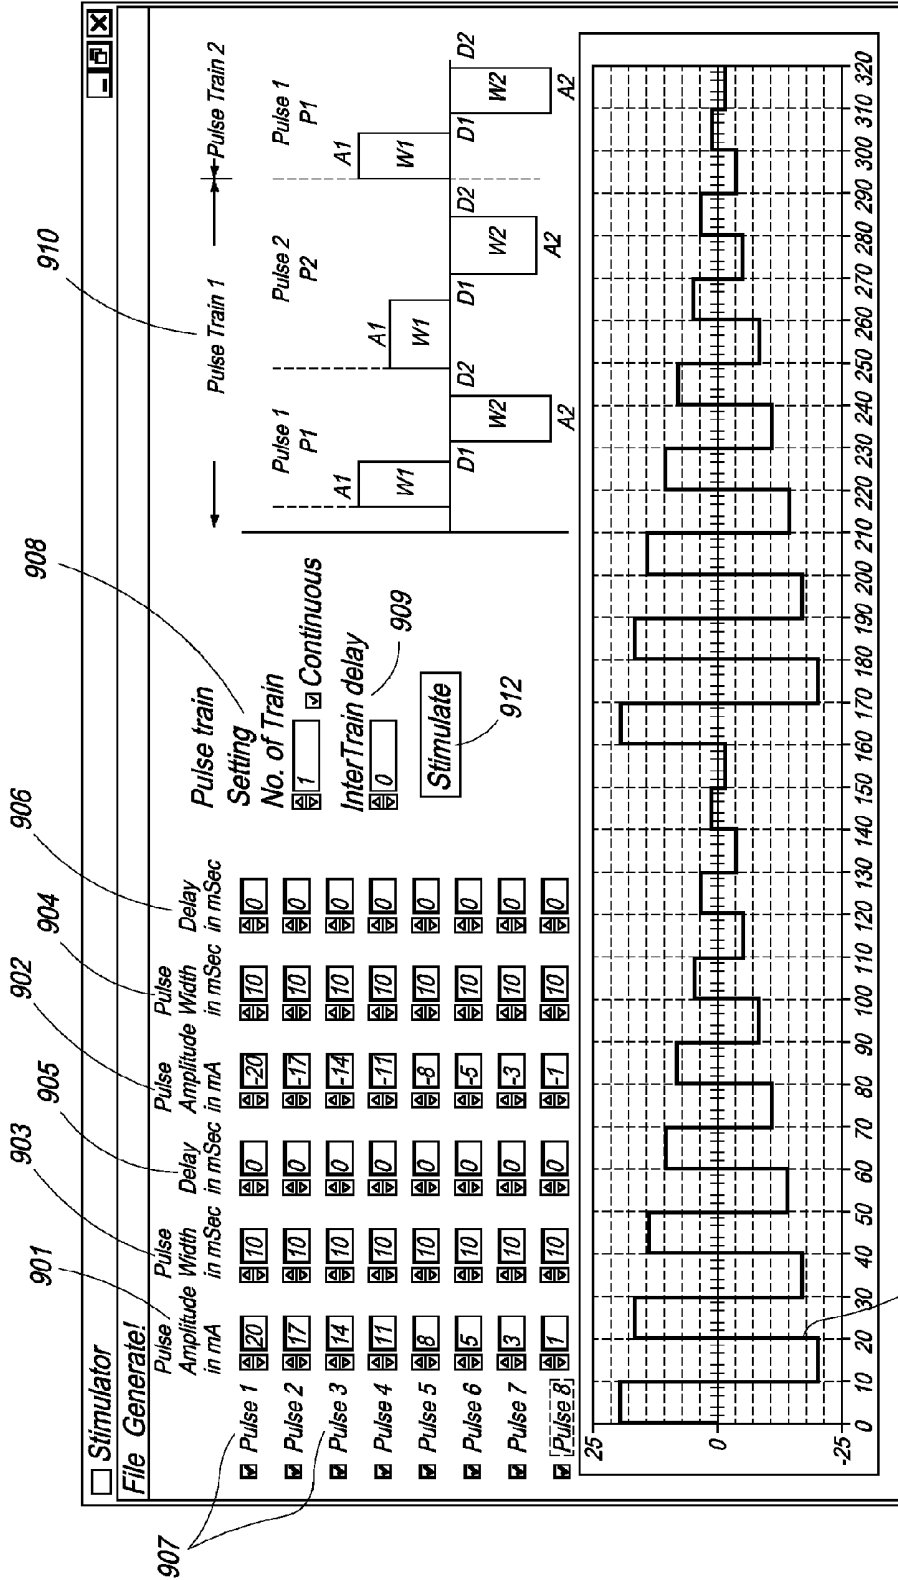 Stimulator
File Generate!
901
903
905
902
904
906
908
910
907
Pulse Amplitude in mA
Pulse Width in mSec
Delay in mSec
Pulse Amplitude in mA
Pulse Width in mSec
Delay in mSec
Pulse 1 20 10 0 -20 10 0
Pulse 2 17 10 0 -17 10 0
Pulse 3 14 10 0 -14 10 0
Pulse 4 11 10 0 -11 10 0
Pulse 5 8 10 0 -8 10 0
Pulse 6 5 10 0 -5 10 0
Pulse 7 3 10 0 -3 10 0
Pulse 8 1 10 0 -1 10 0
Pulse train
Setting
No. of Train
1 Continuous
InterTrain delay
0
909
Stimulate
912
Pulse Train 1 Pulse Train 2
Pulse 1 Pulse 2 Pulse 1
P1 P2 P1
A1 A1 A1
W1 W1 W1
D1 D2 D1 D2 D1 D2
W2 W2 W2
A2 A2 A2
25
0
-25
0 10 20 30 40 50 60 70 80 90 100 110 120 130 140 150 160 170 180 190 200 210 220 230 240 250 260 270 280 290 300 310 320